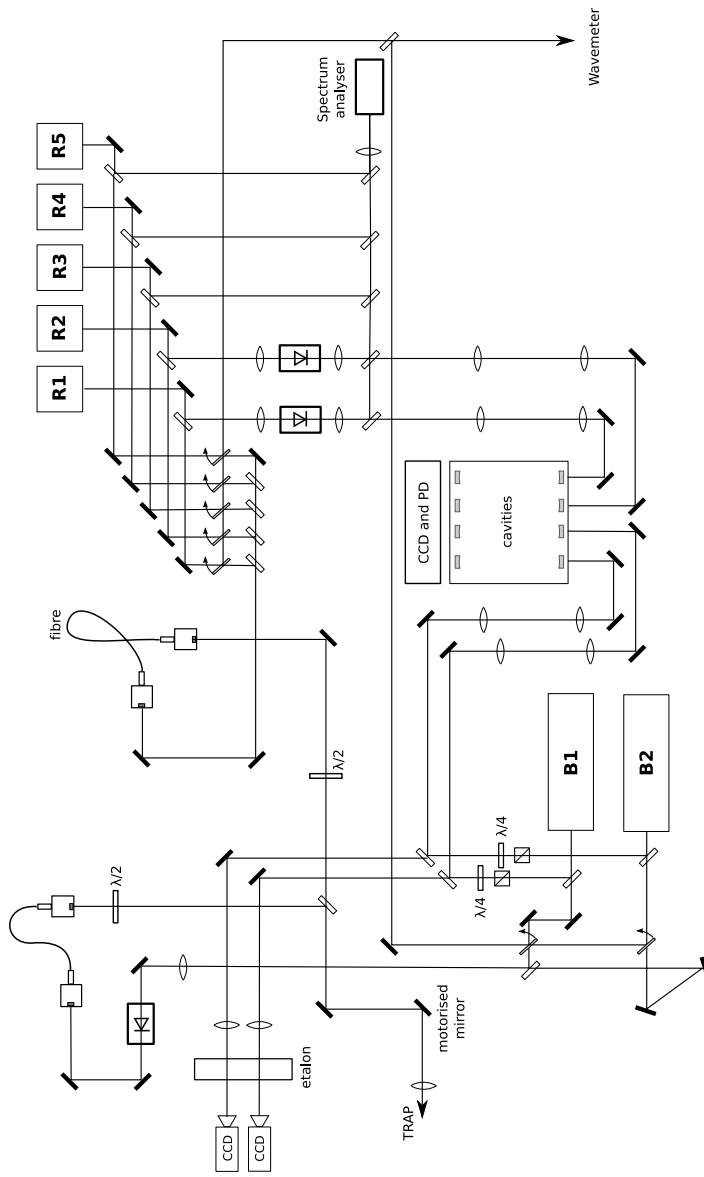 Wavemeter
Spectrum
analyser
R5
R4
R3
R2
R1
CCD and PD
cavities
fibre
λ/2
B1
B2
λ/4
λ/4
λ/2
motorised
mirror
etalon
TRAP
CCD
CCD